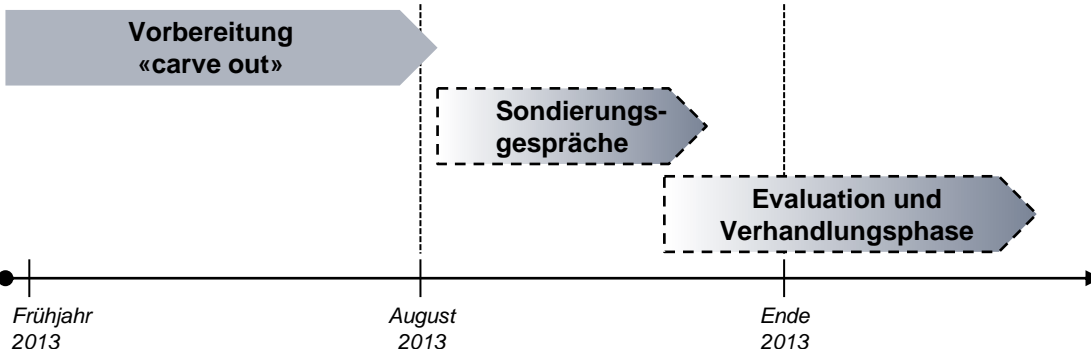 Vorbereitung
«carve out»
Sondierungs-
gespräche
Evaluation und
Verhandlungsphase
Frühjahr
2013
August
2013
Ende
2013